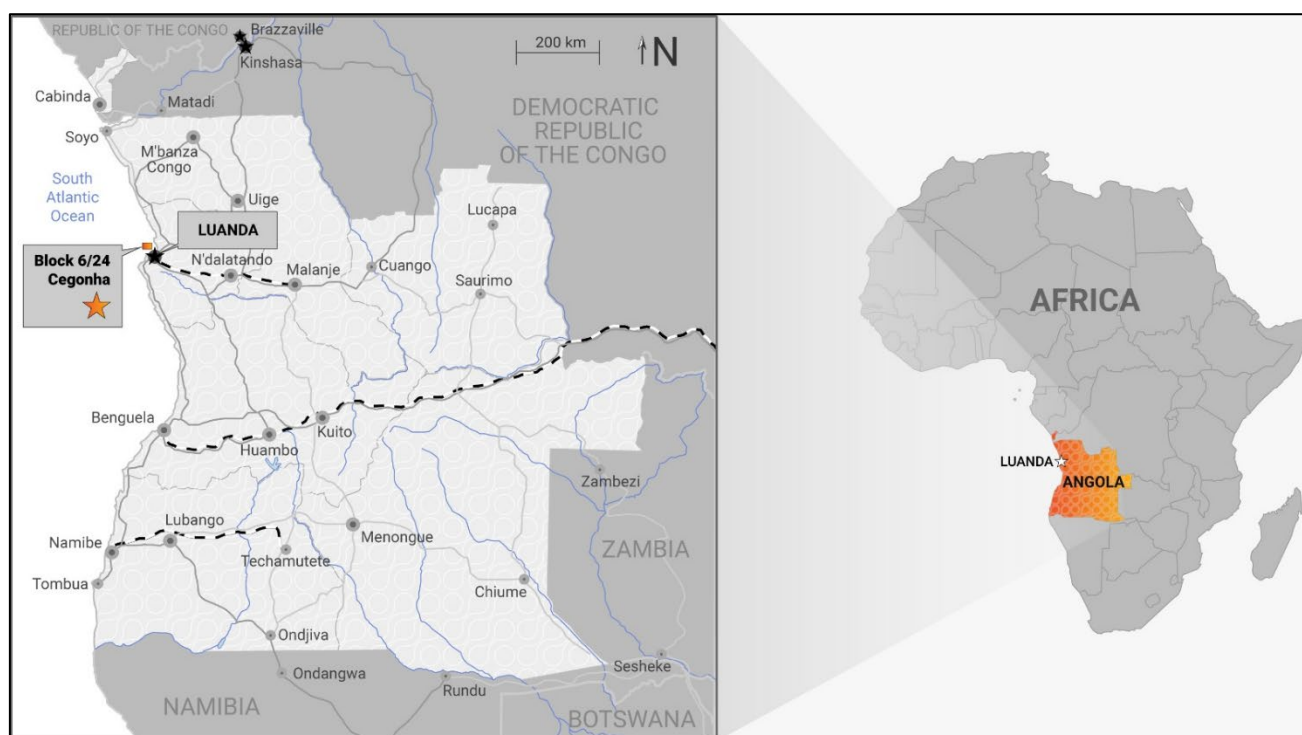 REPUBLIC OF THE CONGO
Brazzaville
Kinshasa
200 km
N
Cabinda
Matadi
DEMOCRATIC
REPUBLIC
OF THE CONGO
Soyo
M'banza
Congo
South
Atlantic
Ocean
Uige
LUANDA
Lucapa
Block 6/24
Cegonha
N'dalatando
Malanje
Cuango
Saurimo
Benguela
Huambo
Kuito
Zambezi
Lubango
Namibe
Menongue
Techamutete
ZAMBIA
Tombua
Chiume
Ondjiva
Ondangwa
Sesheke
Rundu
NAMIBIA
BOTSWANA
AFRICA
LUANDA
ANGOLA